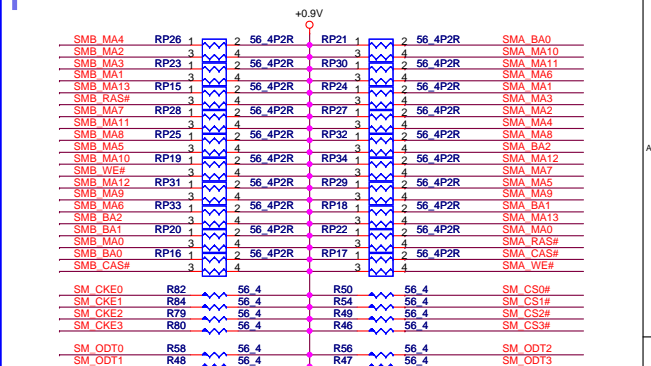 +0.9V
SMB_MA4 RP26 1 2 56_4P2R RP21 1 2 56_4P2R SMA_BA0
SMB_MA2 3 4 3 4 SMA_MA10
SMB_MA3 RP23 1 2 56_4P2R RP30 1 2 56_4P2R SMA_MA11
SMB_MA1 3 4 3 4 SMA_MA6
SMB_MA13 RP15 1 2 56_4P2R RP24 1 2 56_4P2R SMA_MA1
SMB_RAS# 3 4 3 4 SMA_MA3
SMB_MA7 RP28 1 2 56_4P2R RP27 1 2 56_4P2R SMA_MA2
SMB_MA11 3 4 3 4 SMA_MA4
SMB_MA8 RP25 1 2 56_4P2R RP32 1 2 56_4P2R SMA_MA8
SMB_MA5 3 4 3 4 SMA_BA2
SMB_MA10 RP19 1 2 56_4P2R RP34 1 2 56_4P2R SMA_MA12
SMB_WE# 3 4 3 4 SMA_MA7
SMB_MA12 RP31 1 2 56_4P2R RP29 1 2 56_4P2R SMA_MA5
SMB_MA9 3 4 3 4 SMA_MA9
SMB_MA6 RP33 1 2 56_4P2R RP18 1 2 56_4P2R SMA_BA1
SMB_BA2 3 4 3 4 SMA_MA13
SMB_BA1 RP20 1 2 56_4P2R RP22 1 2 56_4P2R SMA_MA0
SMB_MA0 3 4 3 4 SMA_RAS#
SMB_BA0 RP16 1 2 56_4P2R RP17 1 2 56_4P2R SMA_CAS#
SMB_CAS# 3 4 3 4 SMA_WE#
SM_CKE0 R82 56_4 R50 56_4 SM_CS0#
SM_CKE1 R84 56_4 R54 56_4 SM_CS1#
SM_CKE2 R79 56_4 R49 56_4 SM_CS2#
SM_CKE3 R80 56_4 R46 56_4 SM_CS3#
SM_ODT0 R58 56_4 R56 56_4 SM_ODT2
SM_ODT1 R48 56_4 R47 56_4 SM_ODT3
A